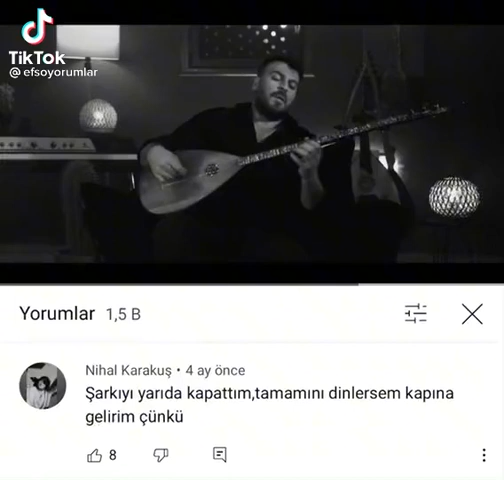 TikTok
@ efsoyorumlar
Yorumlar 1,5 B
Nihal Karakuş • 4 ay önce
Şarkıyı yarıda kapattım,tamamını dinlersem kapına
gelirim çünkü
8